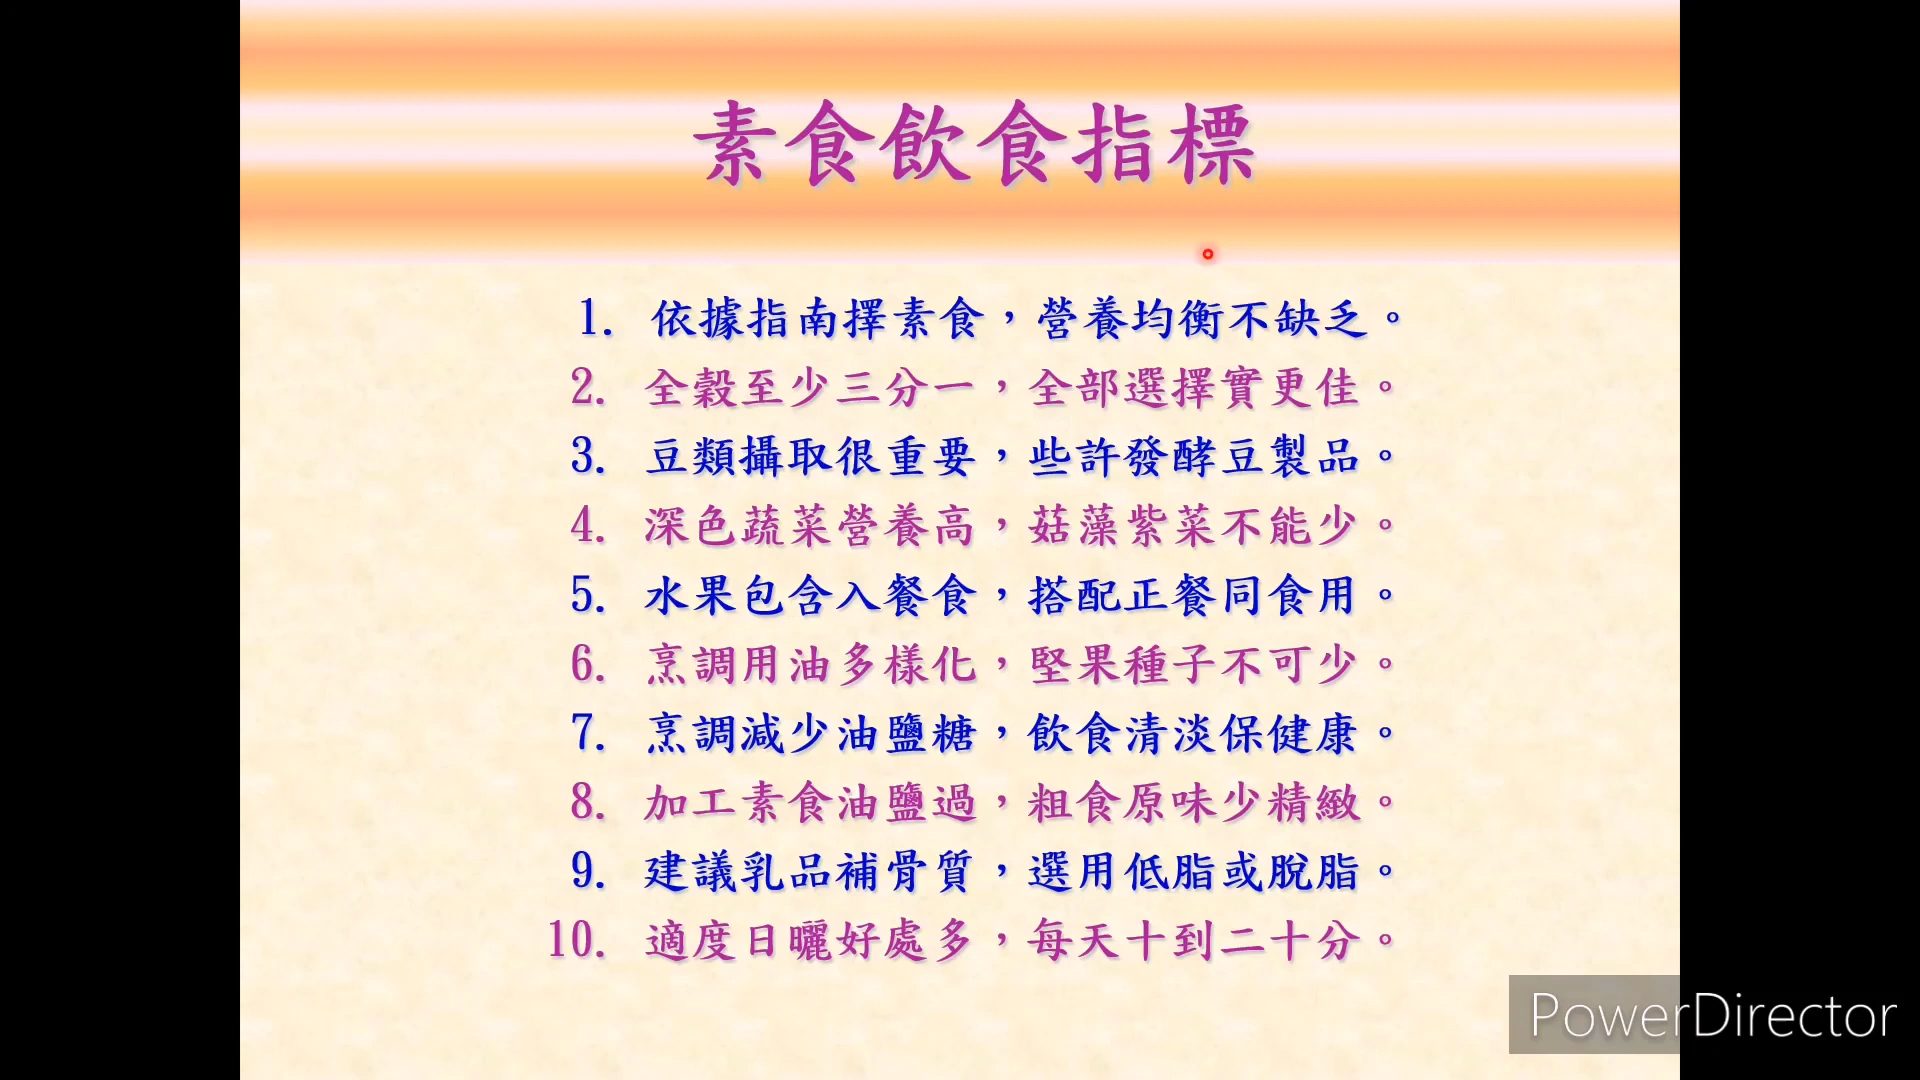 素食飲食指標
1. 依據指南擇素食，營養均衡不缺乏。
2. 全穀至少三分一，全部選擇實更佳。
3. 豆類攝取很重要，些許發酵豆製品。
4. 深色蔬菜營養高，菇藻紫菜不能少。
5. 水果包含入餐食，搭配正餐同食用。
6. 烹調用油多樣化，堅果種子不可少。
7. 烹調減少油鹽糖，飲食清淡保健康。
8. 加工素食油鹽過，粗食原味少精緻。
9. 建議乳品補骨質，選用低脂或脫脂。
10. 適度日曬好處多，每天十到二十分。
PowerDirector